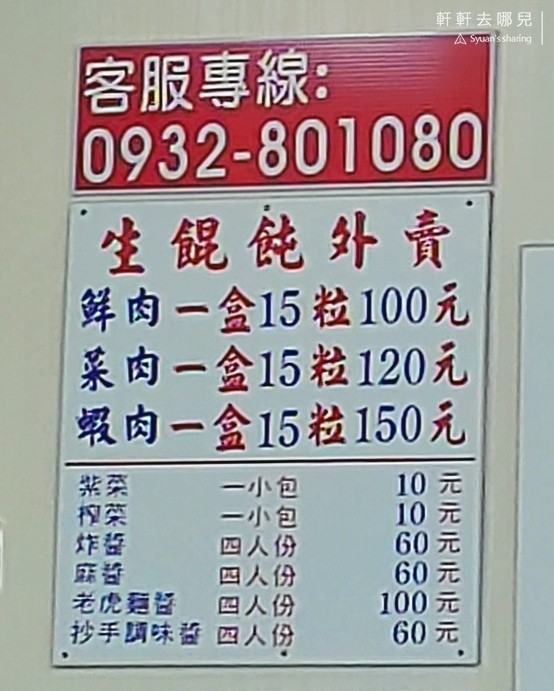 軒軒去哪兒
Syuan's sharing
客服專線:
0932-801080
生餛飩外賣
鮮肉一盒15粒100元
菜肉一盒15粒120元
蝦肉一盒15粒150元
紫菜 一小包 10元
榨菜 一小包 10元
炸醬 四人份 60元
麻醬 四人份 60元
老虎麵醬 四人份 100元
抄手調味醬 四人份 60元